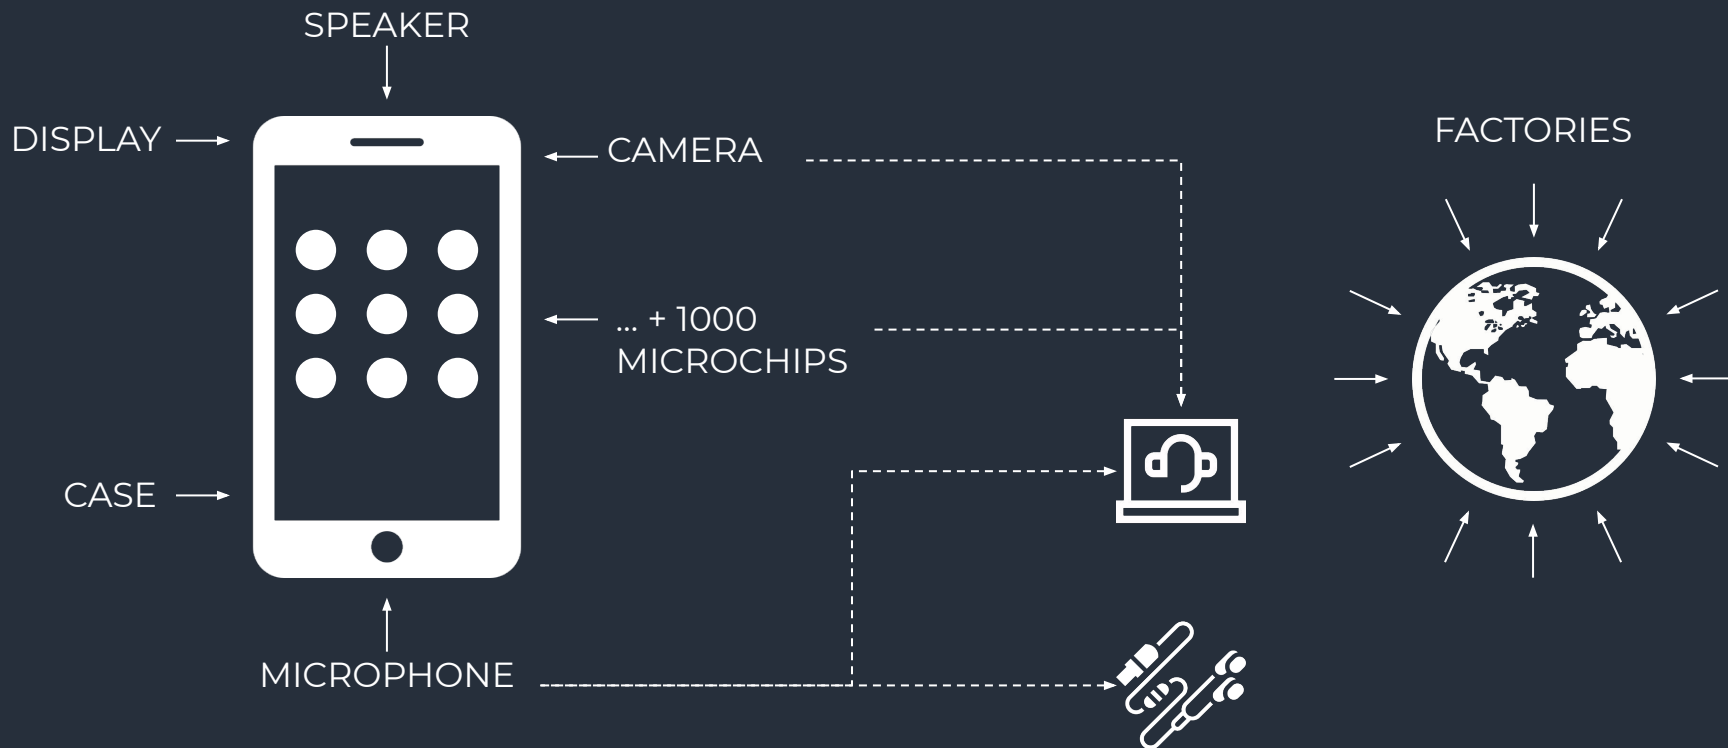 SPEAKER
DISPLAY
CAMERA
FACTORIES
... + 1000
MICROCHIPS
CASE
MICROPHONE